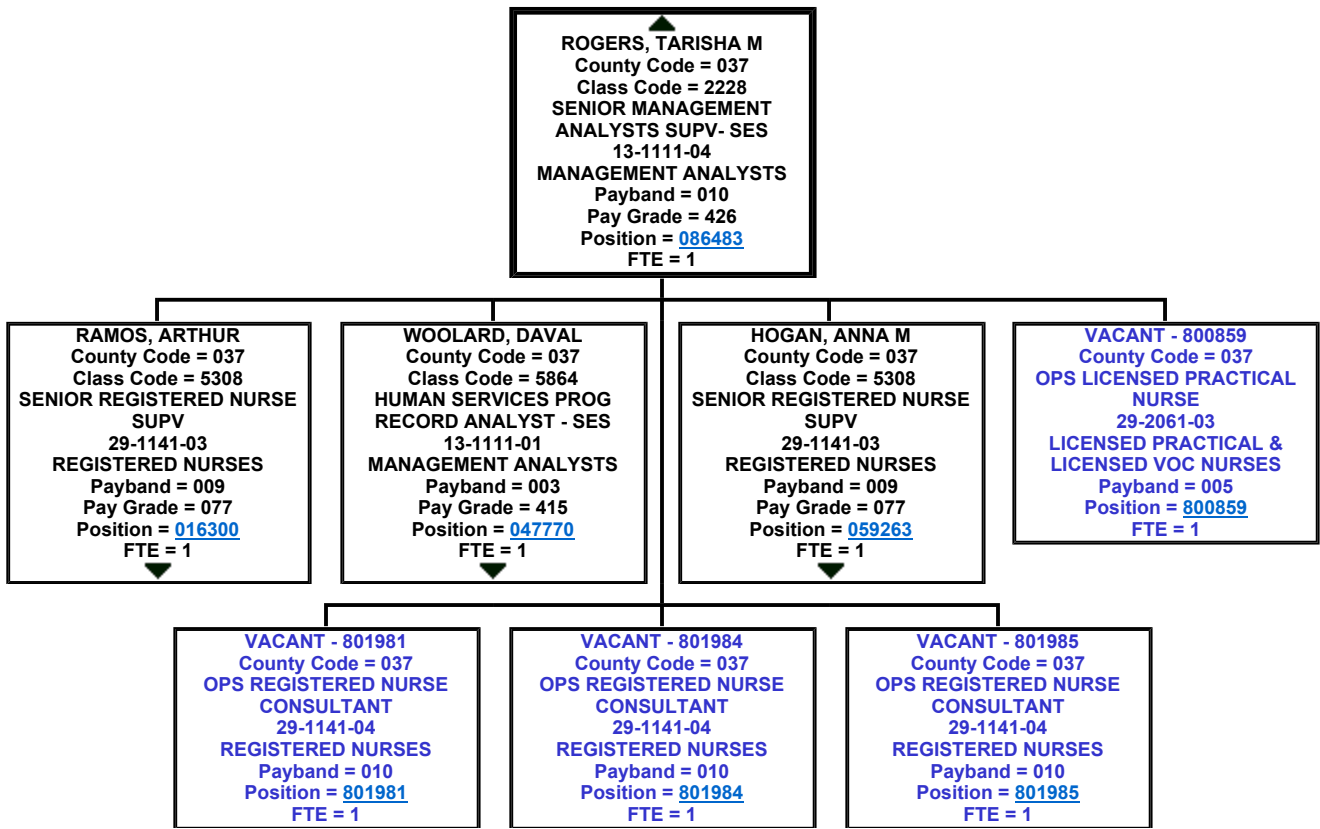 ROGERS, TARISHA M
County Code = 037
Class Code = 2228
SENIOR MANAGEMENT
ANALYSTS SUPV- SES
13-1111-04
MANAGEMENT ANALYSTS
Payband = 010
Pay Grade = 426
Position = 086483
FTE = 1
RAMOS, ARTHUR
County Code = 037
Class Code = 5308
SENIOR REGISTERED NURSE
SUPV
29-1141-03
REGISTERED NURSES
Payband = 009
Pay Grade = 077
Position = 016300
FTE = 1
WOOLARD, DAVAL
County Code = 037
Class Code = 5864
HUMAN SERVICES PROG
RECORD ANALYST - SES
13-1111-01
MANAGEMENT ANALYSTS
Payband = 003
Pay Grade = 415
Position = 047770
FTE = 1
HOGAN, ANNA M
County Code = 037
Class Code = 5308
SENIOR REGISTERED NURSE
SUPV
29-1141-03
REGISTERED NURSES
Payband = 009
Pay Grade = 077
Position = 059263
FTE = 1
VACANT - 800859
County Code = 037
OPS LICENSED PRACTICAL
NURSE
29-2061-03
LICENSED PRACTICAL &
LICENSED VOC NURSES
Payband = 005
Position = 800859
FTE = 1
VACANT - 801981
County Code = 037
OPS REGISTERED NURSE
CONSULTANT
29-1141-04
REGISTERED NURSES
Payband = 010
Position = 801981
FTE = 1
VACANT - 801984
County Code = 037
OPS REGISTERED NURSE
CONSULTANT
29-1141-04
REGISTERED NURSES
Payband = 010
Position = 801984
FTE = 1
VACANT - 801985
County Code = 037
OPS REGISTERED NURSE
CONSULTANT
29-1141-04
REGISTERED NURSES
Payband = 010
Position = 801985
FTE = 1